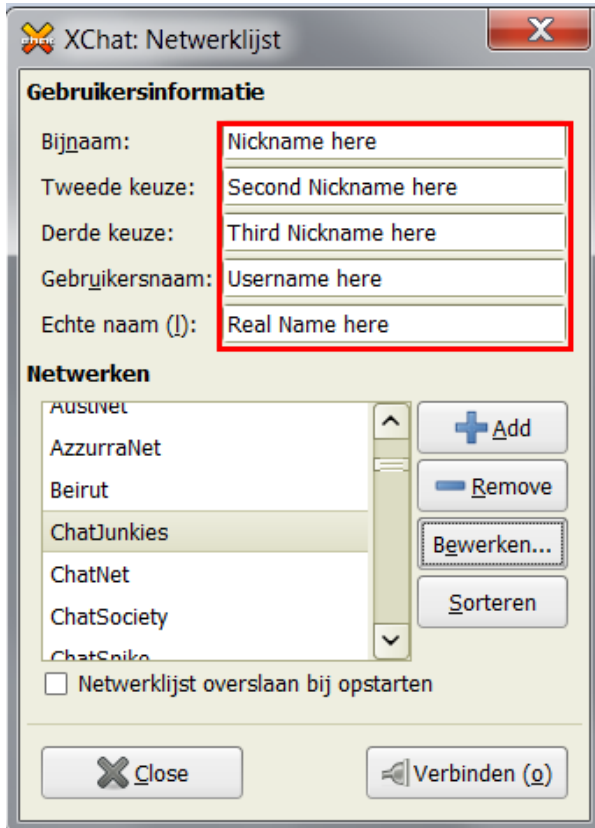 XChat: Netwerklijst
Gebruikersinformatie
Bijnaam: Nickname here
Tweede keuze: Second Nickname here
Derde keuze: Third Nickname here
Gebruikersnaam: Username here
Echte naam (I): Real Name here
Netwerken
AustNet
AzzurraNet
Add
Beirut
Remove
ChatJunkies
Bewerken...
ChatNet
ChatSociety
Sorteren
ChatSpike
Netwerklijst overslaan bij opstarten
Close
Verbinden (o)